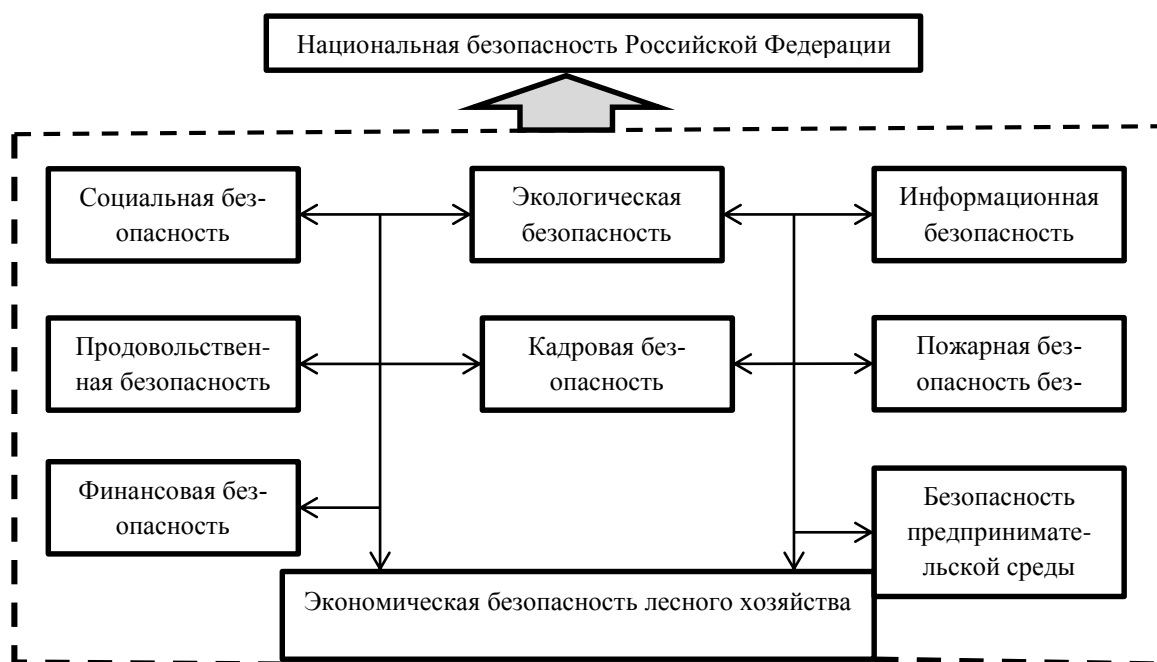 Национальная безопасность Российской Федерации
Социальная без-
опасность
Экологическая
безопасность
Информационная
безопасность
Продовольствен-
ная безопасность
Кадровая без-
опасность
Пожарная без-
опасность без-
Финансовая без-
опасность
Безопасность
предпринимате-
льской среды
Экономическая безопасность лесного хозяйства